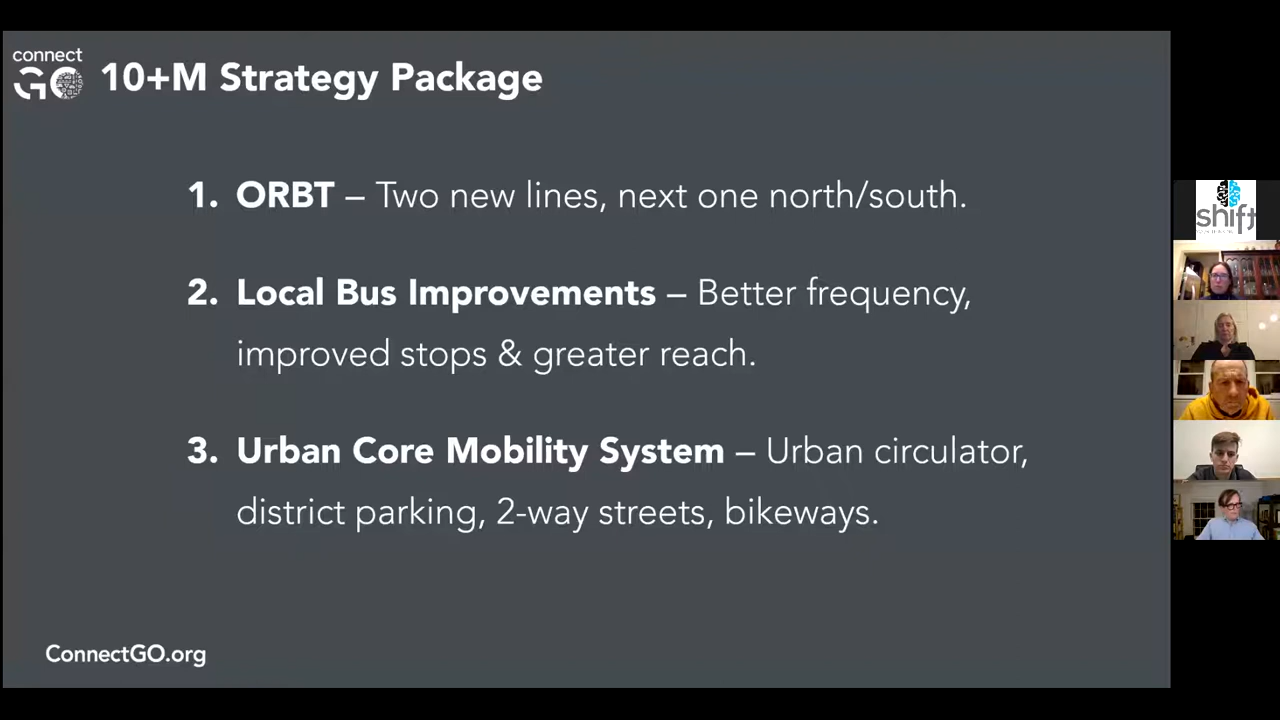 connect
GO
10+M Strategy Package
1. ORBT – Two new lines, next one north/south.
2. Local Bus Improvements – Better frequency,
improved stops & greater reach.
3. Urban Core Mobility System – Urban circulator,
district parking, 2-way streets, bikeways.
ConnectGO.org
shift